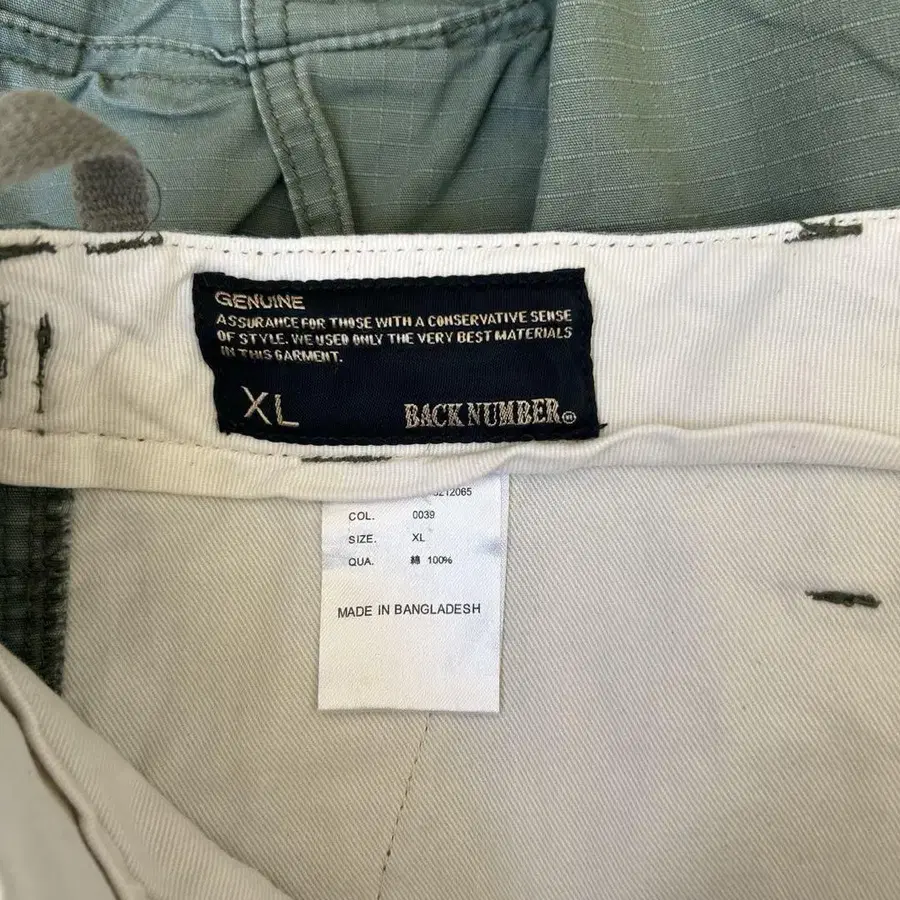 GENUINE
ASSURANCE FOR THOSE WITH A CONSERVATIVE SENSE
OF STYLE. WE USED ONLY THE VERY BEST MATERIALS
IN THIS GARMENT.
XL
BACK NUMBER
COL. 0039
SIZE. XL
QUA. 綿 100%
MADE IN BANGLADESH